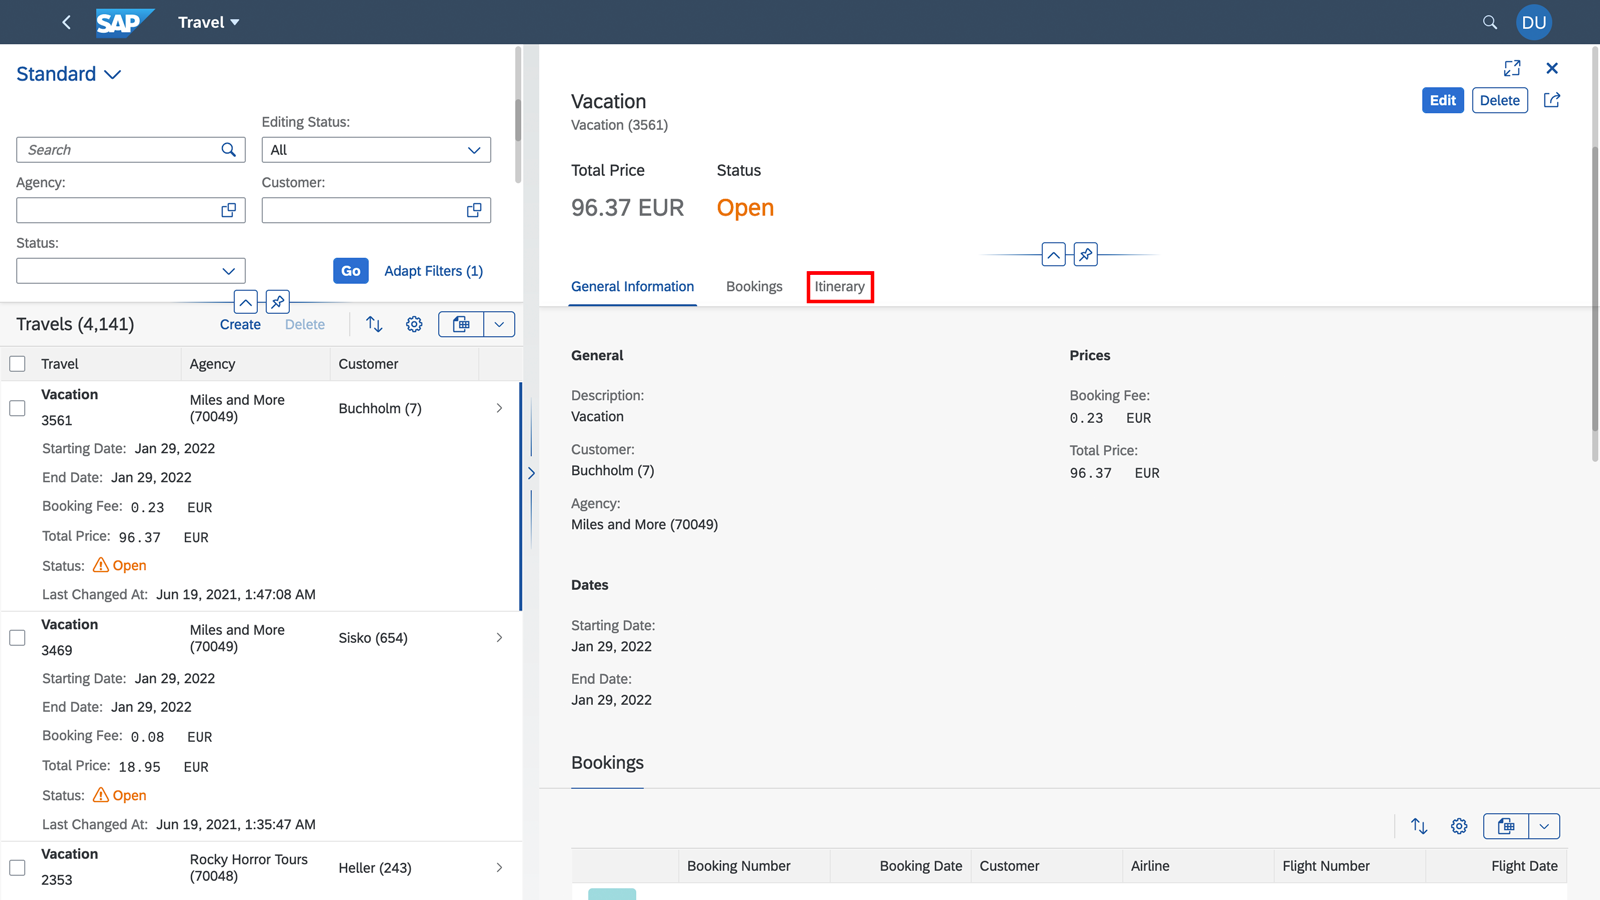 SAP
Travel
DU
Standard
Editing Status:
Search
All
Agency:
Customer:
Status:
Go
Adapt Filters (1)
Travels (4,141)
Create
Delete
Travel
Agency
Customer
Vacation
3561
Miles and More
(70049)
Buchholm (7)
Starting Date: Jan 29, 2022
End Date: Jan 29, 2022
Booking Fee: 0.23 EUR
Total Price: 96.37 EUR
Status: Open
Last Changed At: Jun 19, 2021, 1:47:08 AM
Vacation
3469
Miles and More
(70049)
Sisko (654)
Starting Date: Jan 29, 2022
End Date: Jan 29, 2022
Booking Fee: 0.08 EUR
Total Price: 18.95 EUR
Status: Open
Last Changed At: Jun 19, 2021, 1:35:47 AM
Vacation
2353
Rocky Horror Tours
(70048)
Heller (243)
Vacation
Vacation (3561)
Edit
Delete
Total Price
Status
96.37 EUR
Open
General Information
Bookings
Itinerary
General
Description:
Vacation
Customer:
Buchholm (7)
Agency:
Miles and More (70049)
Prices
Booking Fee:
0.23 EUR
Total Price:
96.37 EUR
Dates
Starting Date:
Jan 29, 2022
End Date:
Jan 29, 2022
Bookings
Booking Number
Booking Date
Customer
Airline
Flight Number
Flight Date